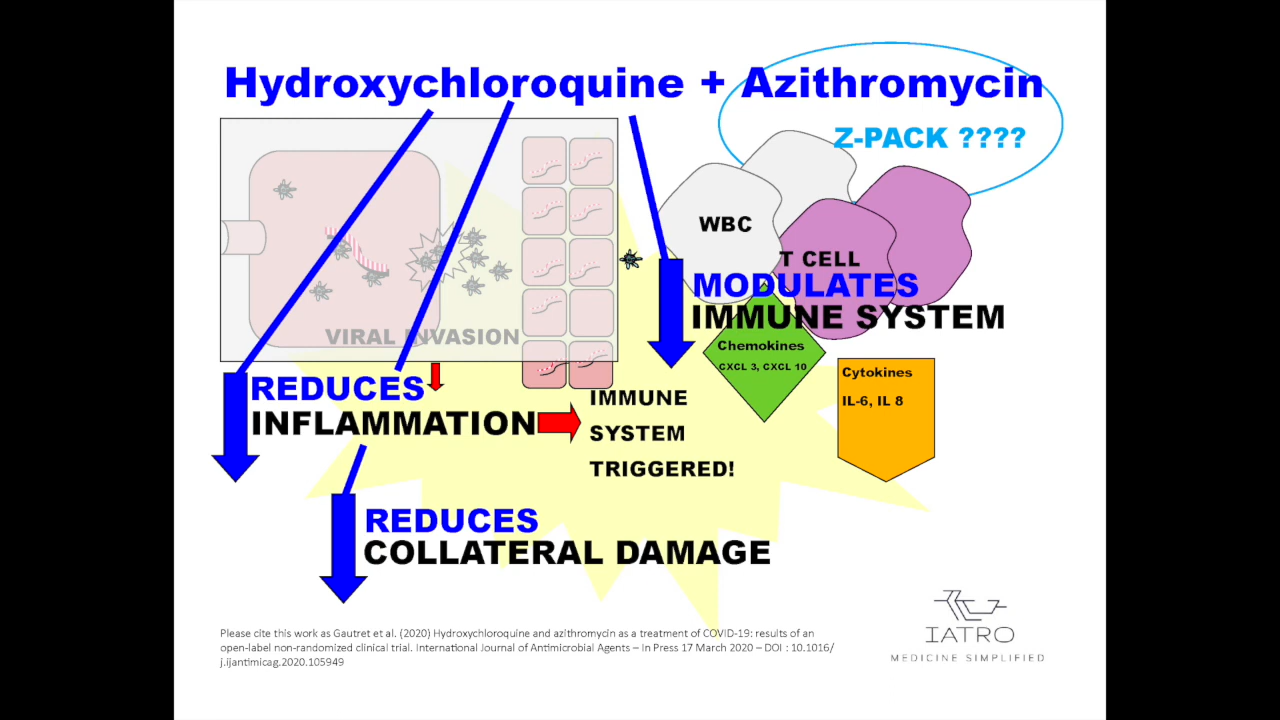 Hydroxychloroquine + Azithromycin
Z-PACK ????
WBC
T CELL
MODULATES
IMMUNE SYSTEM
VIRAL INVASION
Chemokines
CXCL 3, CXCL 10
Cytokines
IL-6, IL 8
REDUCES
INFLAMMATION
IMMUNE
SYSTEM
TRIGGERED!
REDUCES
COLLATERAL DAMAGE
Please cite this work as Gautret et al. (2020) Hydroxychloroquine and azithromycin as a treatment of COVID-19: results of an
open-label non-randomized clinical trial. International Journal of Antimicrobial Agents – In Press 17 March 2020 – DOI : 10.1016/
j.ijantimicag.2020.105949
IATRO
MEDICINE SIMPLIFIED